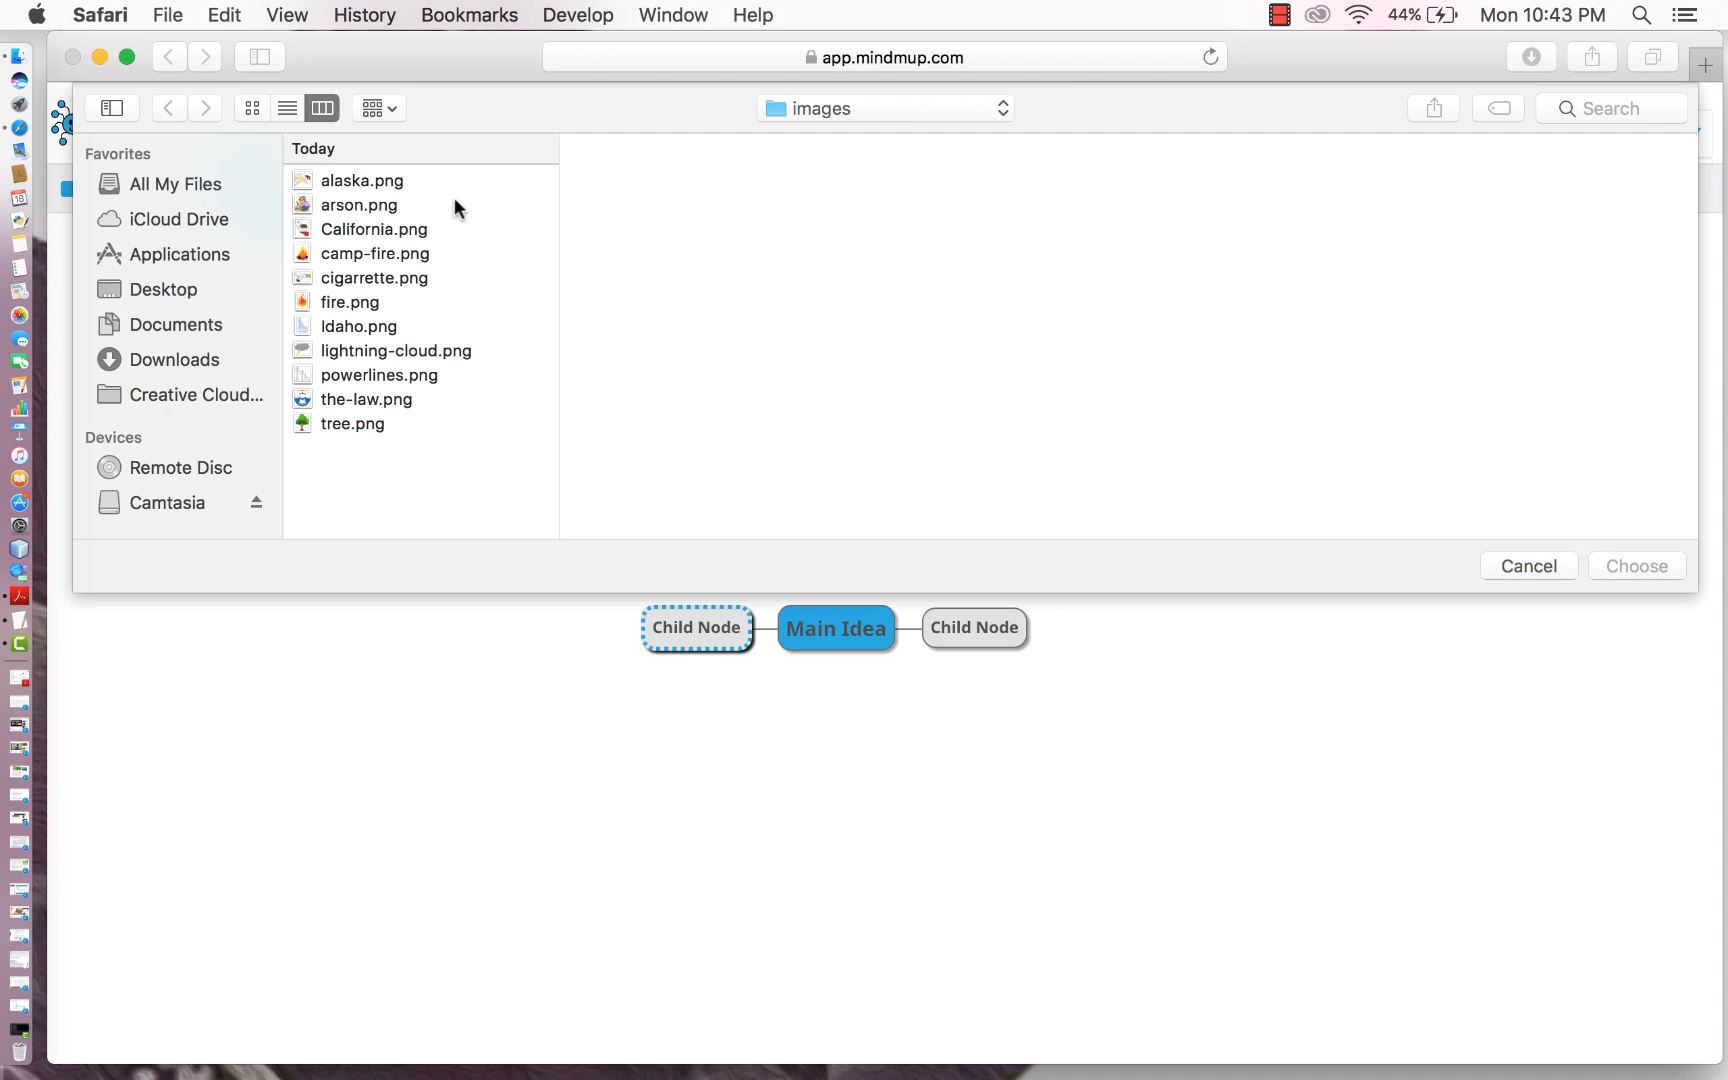 Safari File Edit View History Bookmarks Develop Window Help 44% Mon 10:43 PM
app.mindmup.com
images Search
Favorites
All My Files
iCloud Drive
Applications
Desktop
Documents
Downloads
Creative Cloud...
Devices
Remote Disc
Camtasia
Today
alaska.png
arson.png
California.png
camp-fire.png
cigarrette.png
fire.png
Idaho.png
lightning-cloud.png
powerlines.png
the-law.png
tree.png
Cancel Choose
Child Node Main Idea Child Node